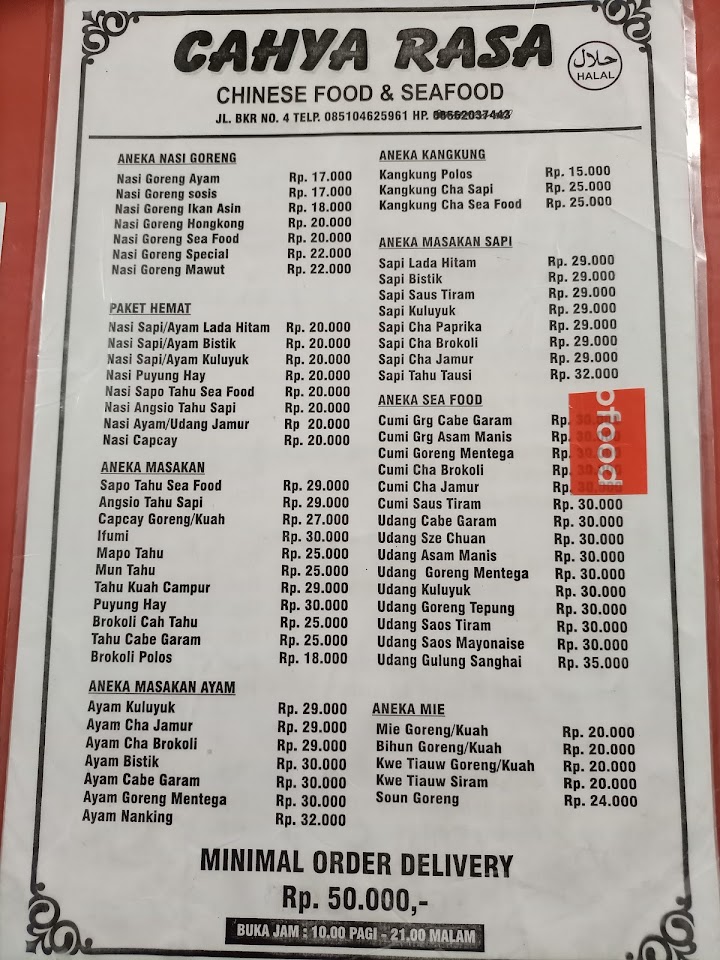 CAHYA RASA
حلال
HALAL
CHINESE FOOD & SEAFOOD
JL. BKR NO. 4 TELP. 085104625961 HP.
ANEKA NASI GORENG
Nasi Goreng Ayam Rp. 17.000
Nasi Goreng sosis Rp. 17.000
Nasi Goreng Ikan Asin Rp. 18.000
Nasi Goreng Hongkong Rp. 20.000
Nasi Goreng Sea Food Rp. 20.000
Nasi Goreng Special Rp. 22.000
Nasi Goreng Mawut Rp. 22.000
PAKET HEMAT
Nasi Sapi/Ayam Lada Hitam Rp. 20.000
Nasi Sapi/Ayam Bistik Rp. 20.000
Nasi Sapi/Ayam Kuluyuk Rp. 20.000
Nasi Puyung Hay Rp. 20.000
Nasi Sapo Tahu Sea Food Rp. 20.000
Nasi Angsio Tahu Sapi Rp. 20.000
Nasi Ayam/Udang Jamur Rp 20.000
Nasi Capcay Rp. 20.000
ANEKA MASAKAN
Sapo Tahu Sea Food Rp. 29.000
Angsio Tahu Sapi Rp. 29.000
Capcay Goreng/Kuah Rp. 27.000
Ifumi Rp. 30.000
Mapo Tahu Rp. 25.000
Mun Tahu Rp. 25.000
Tahu Kuah Campur Rp. 29.000
Puyung Hay Rp. 30.000
Brokoli Cah Tahu Rp. 25.000
Tahu Cabe Garam Rp. 25.000
Brokoli Polos Rp. 18.000
ANEKA MASAKAN AYAM
Ayam Kuluyuk Rp. 29.000
Ayam Cha Jamur Rp. 29.000
Ayam Cha Brokoli Rp. 29.000
Ayam Bistik Rp. 30.000
Ayam Cabe Garam Rp. 30.000
Ayam Goreng Mentega Rp. 30.000
Ayam Nanking Rp. 32.000
ANEKA KANGKUNG
Kangkung Polos Rp. 15.000
Kangkung Cha Sapi Rp. 25.000
Kangkung Cha Sea Food Rp. 25.000
ANEKA MASAKAN SAPI
Sapi Lada Hitam Rp. 29.000
Sapi Bistik Rp. 29.000
Sapi Saus Tiram Rp. 29.000
Sapi Kuluyuk Rp. 29.000
Sapi Cha Paprika Rp. 29.000
Sapi Cha Brokoli Rp. 29.000
Sapi Cha Jamur Rp. 29.000
Sapi Tahu Tausi Rp. 32.000
ANEKA SEA FOOD
Cumi Grg Cabe Garam Rp. 30.000
Cumi Grg Asam Manis Rp.
Cumi Goreng Mentega Rp.
Cumi Cha Brokoli Rp.
Cumi Cha Jamur Rp. 30.000
Cumi Saus Tiram Rp. 30.000
Udang Cabe Garam Rp. 30.000
Udang Sze Chuan Rp. 30.000
Udang Asam Manis Rp. 30.000
Udang Goreng Mentega Rp. 30.000
Udang Kuluyuk Rp. 30.000
Udang Goreng Tepung Rp. 30.000
Udang Saos Tiram Rp. 30.000
Udang Saos Mayonaise Rp. 30.000
Udang Gulung Sanghai Rp. 35.000
ofood
ANEKA MIE
Mie Goreng/Kuah Rp. 20.000
Bihun Goreng/Kuah Rp. 20.000
Kwe Tiauw Goreng/Kuah Rp. 20.000
Kwe Tiauw Siram Rp. 20.000
Soun Goreng Rp. 24.000
MINIMAL ORDER DELIVERY
Rp. 50.000,-
BUKA JAM : 10.00 PAGI - 21.00 MALAM